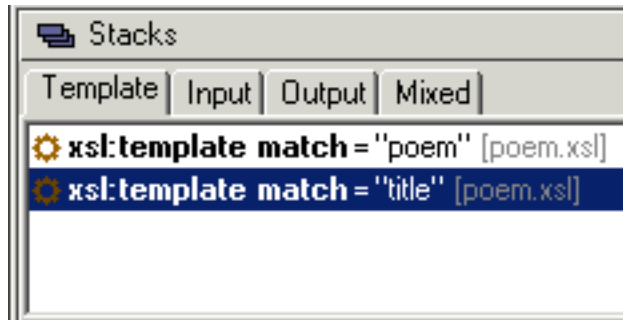 Stacks
Template Input Output Mixed
xsl:template match = "poem" [poem.xsl]
xsl:template match = "title" [poem.xsl]